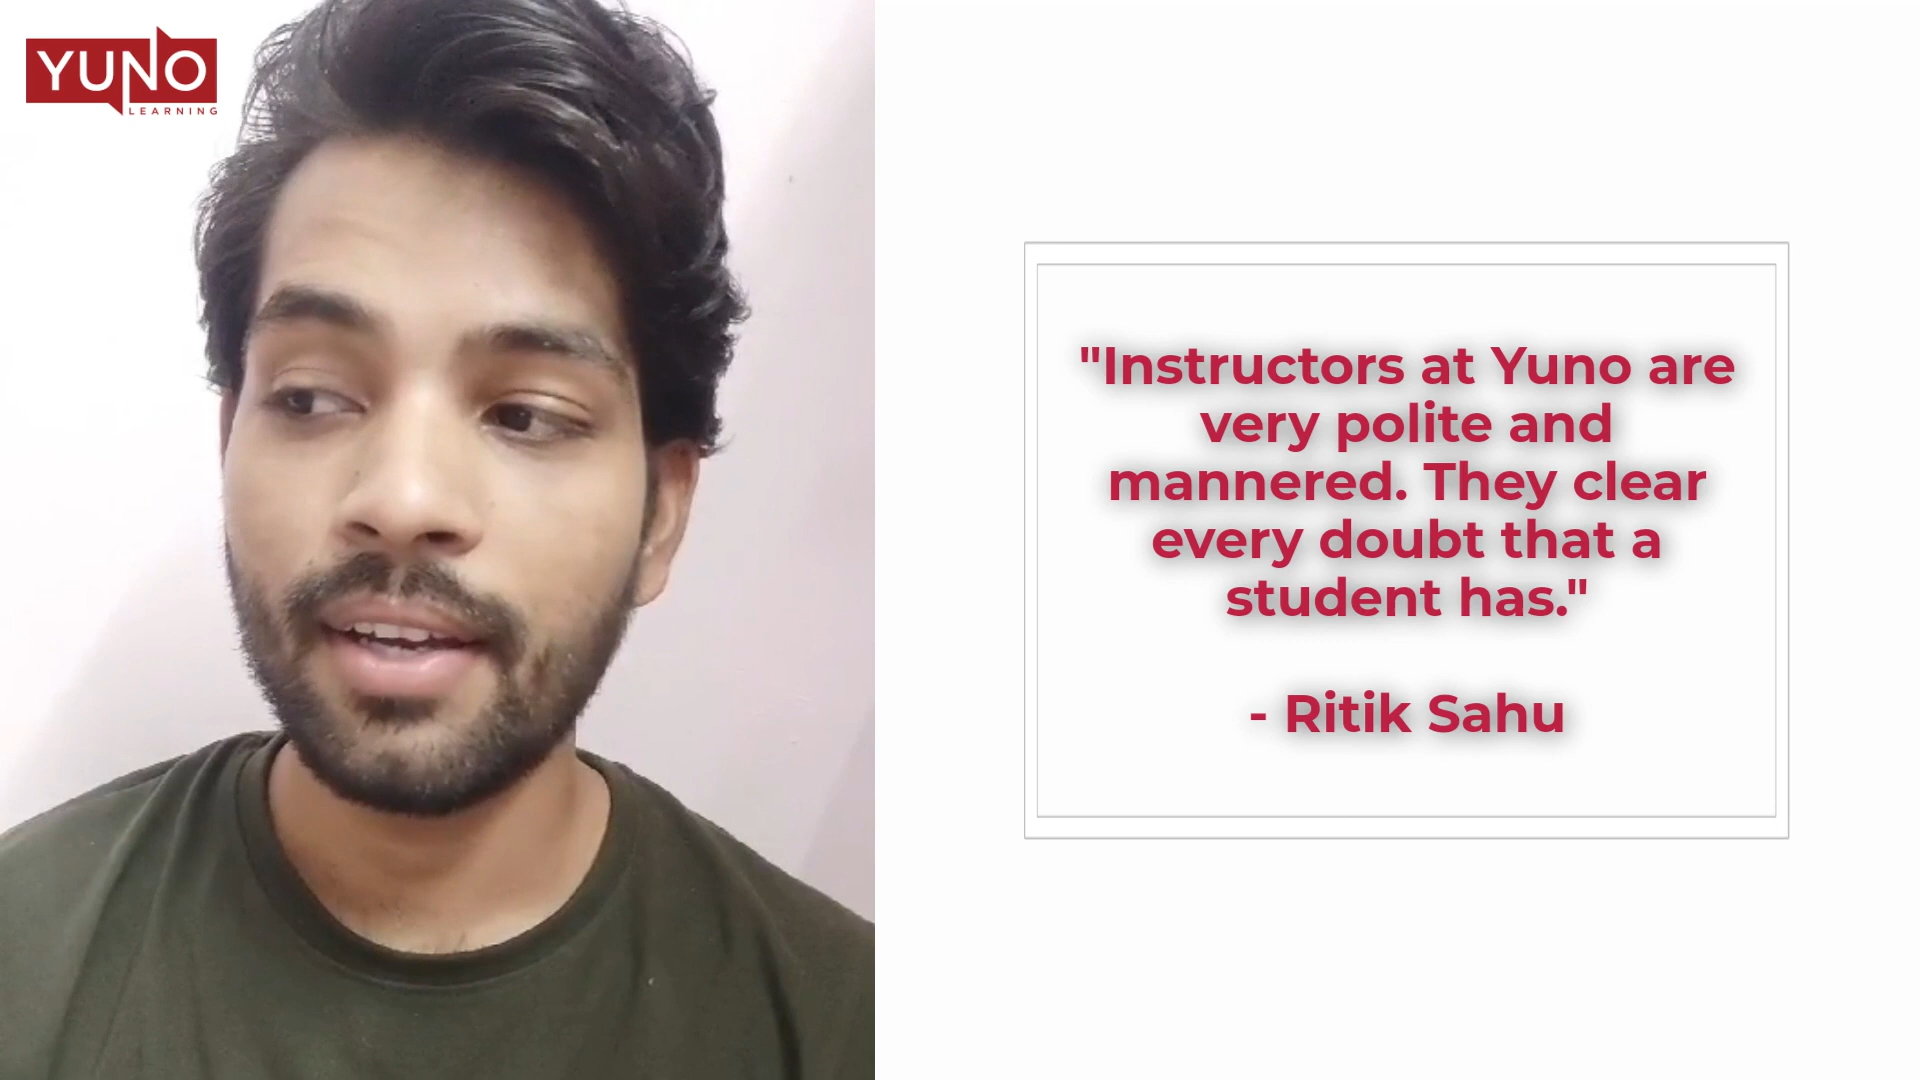 YUNO
LEARNING
"Instructors at Yuno are
very polite and
mannered. They clear
every doubt that a
student has."
- Ritik Sahu